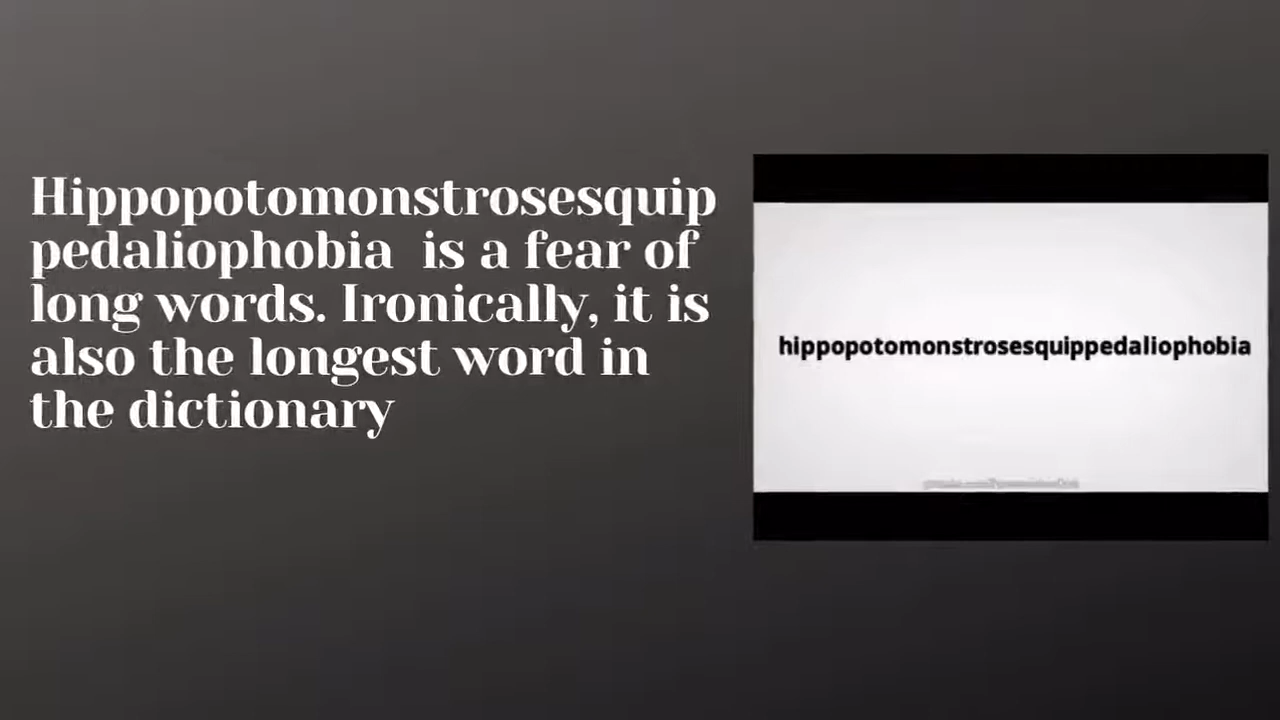 Hippopotomonstrosesquip
pedaliophobia is a fear of
long words. Ironically, it is
also the longest word in
the dictionary
hippopotomonstrosesquippedaliophobia